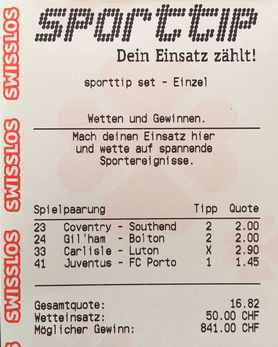 sporttip
Dein Einsatz zählt!
sporttip set - Einzel
Wetten und Gewinnen.
Mach deinen Einsatz hier
und wette auf spannende
Sportereignisse.
Spielpaarung Tipp Quote
23 Coventry - Southend 2 2.00
24 Gil'ham - Bolton 2 2.00
33 Carlisle - Luton X 2.90
41 Juventus - FC Porto 1 1.45
Gesamtquote: 16.82
Wetteinsatz: 50.00 CHF
Möglicher Gewinn: 841.00 CHF
SWISSLOS
SWISSLOS
SWISSLOS